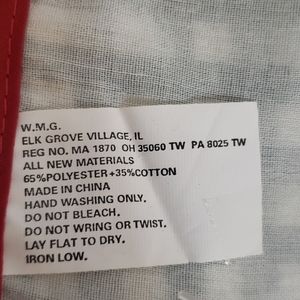 W.M.G.
ELK GROVE VILLAGE, IL
REG NO. MA 1870 OH 35060 TW PA 8025 TW
ALL NEW MATERIALS
65%POLYESTER+35%COTTON
MADE IN CHINA
HAND WASHING ONLY.
DO NOT BLEACH.
DO NOT WRING OR TWIST.
LAY FLAT TO DRY.
IRON LOW.